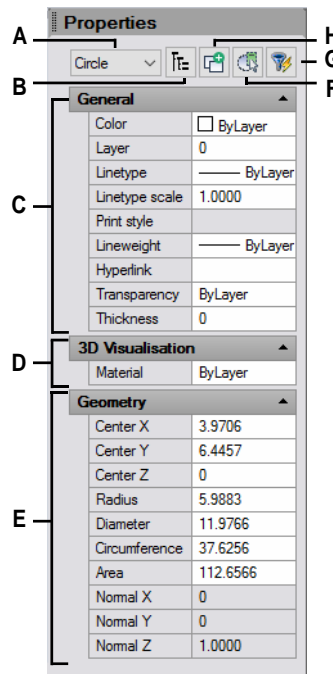 Properties
A
H
Circle
G
B
F
General
Color ByLayer
Layer 0
Linetype ByLayer
C
Linetype scale 1.0000
Print style
Lineweight ByLayer
Hyperlink
Transparency ByLayer
Thickness 0
3D Visualisation
D
Material ByLayer
Geometry
Center X 3.9706
Center Y 6.4457
Center Z 0
Radius 5.9883
Diameter 11.9766
E
Circumference 37.6256
Area 112.6566
Normal X 0
Normal Y 0
Normal Z 1.0000